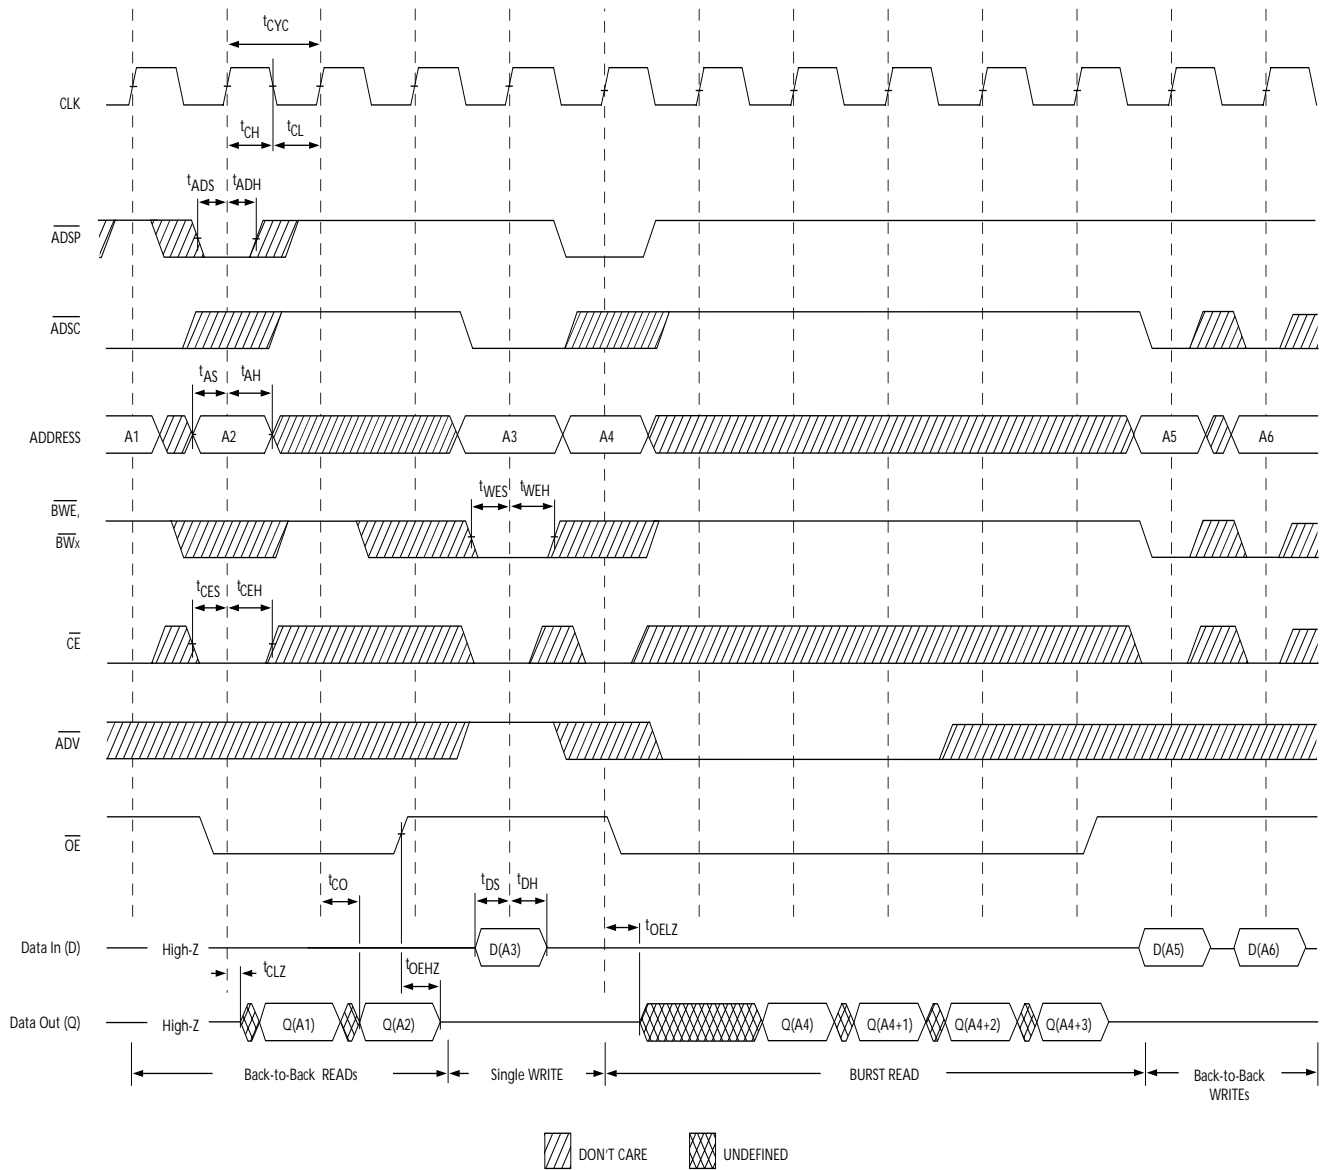 tCYC
CLK
tCH
tCL
tADS
tADH
ADSP
ADSC
tAS
tAH
ADDRESS
A1
A2
A3
A4
A5
A6
tWES
tWEH
BWE,
BWx
tCES
tCEH
CE
ADV
OE
tCO
tDS
tDH
tOELZ
Data In (D)
High-Z
D(A3)
D(A5)
D(A6)
tCLZ
tOEHZ
Data Out (Q)
High-Z
Q(A1)
Q(A2)
Q(A4)
Q(A4+1)
Q(A4+2)
Q(A4+3)
Back-to-Back READs
Single WRITE
BURST READ
Back-to-Back
WRITEs
DON'T CARE
UNDEFINED